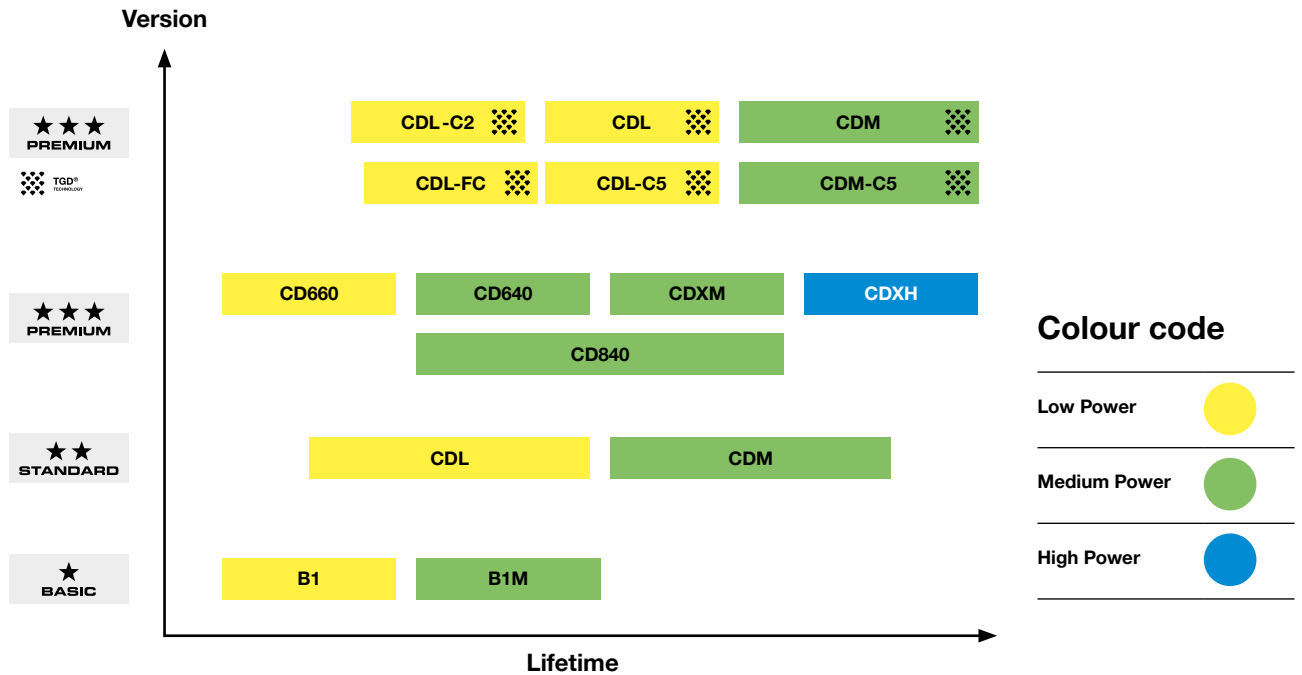 Version
PREMIUM
TGD®
TECHNOLOGY
CDL-C2
CDL
CDM
CDL-FC
CDL-C5
CDM-C5
PREMIUM
CD660
CD640
CDXM
CDXH
CD840
STANDARD
CDL
CDM
BASIC
B1
B1M
Lifetime
Colour code
Low Power
Medium Power
High Power